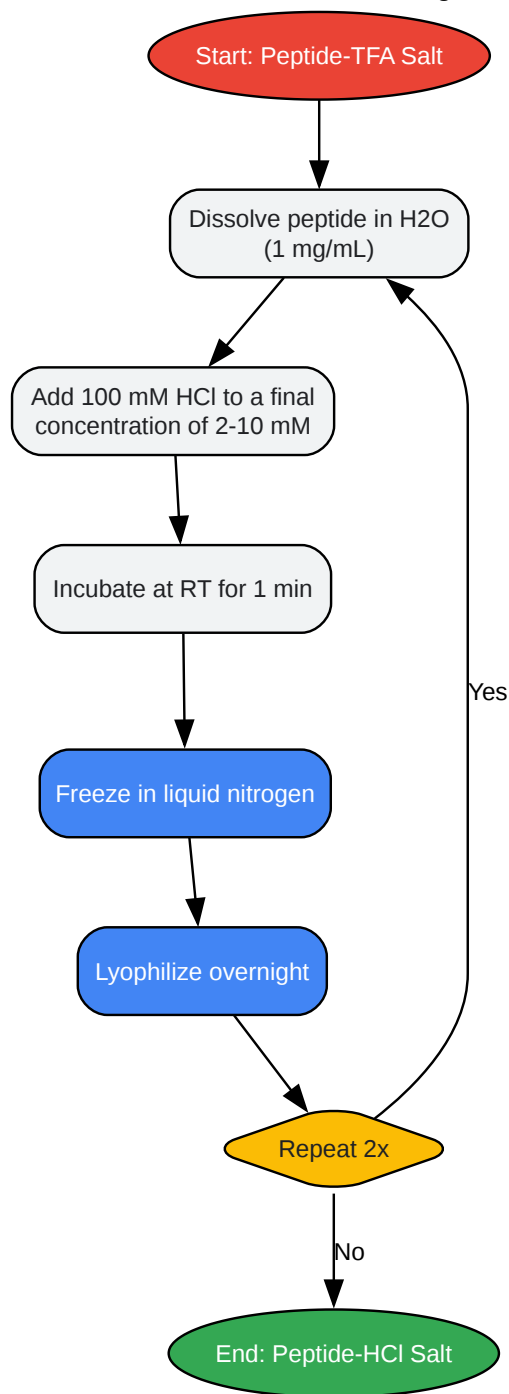 Start: Peptide-TFA Salt
Dissolve peptide in H2O
(1 mg/mL)
Add 100 mM HCl to a final
concentration of 2-10 mM
Incubate at RT for 1 min
Yes
Freeze in liquid nitrogen
Lyophilize overnight
Repeat 2x
No
End: Peptide-HCl Salt